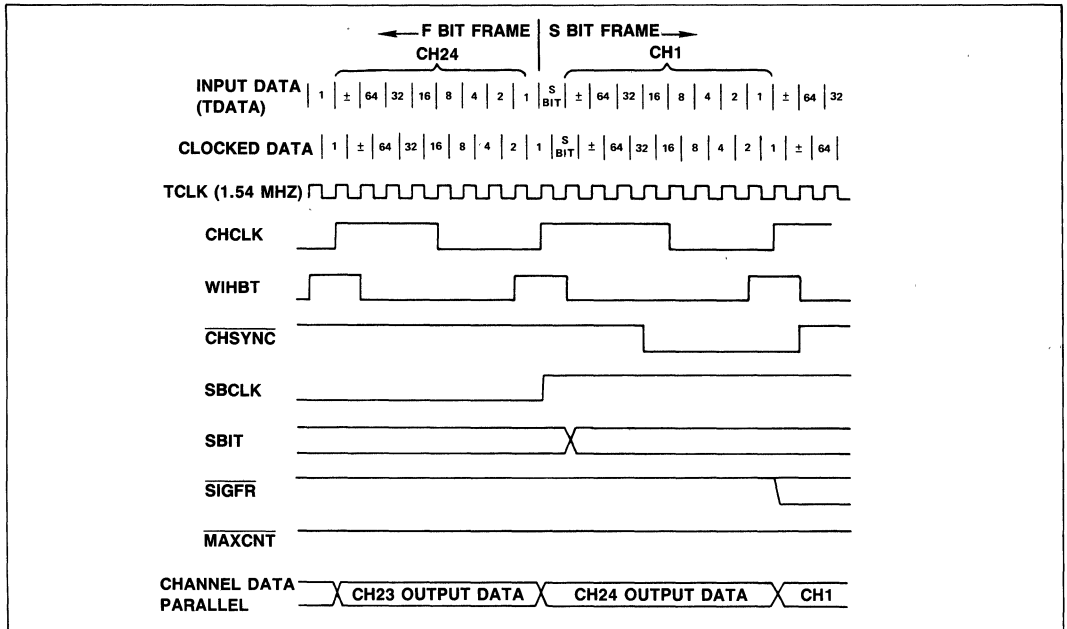 F BIT FRAME S BIT FRAME
CH24 CH1
INPUT DATA (TDATA) 1 ± 64 32 16 8 4 2 1 S BIT ± 64 32 16 8 4 2 1 ± 64 32
CLOCKED DATA 1 ± 64 32 16 8 4 2 1 S BIT ± 64 32 16 8 4 2 1 ± 64
TCLK (1.54 MHZ)
CHCLK
WIHBT
CHSYNC
SBCLK
SBIT
SIGFR
MAXCNT
CHANNEL DATA PARALLEL CH23 OUTPUT DATA CH24 OUTPUT DATA CH1